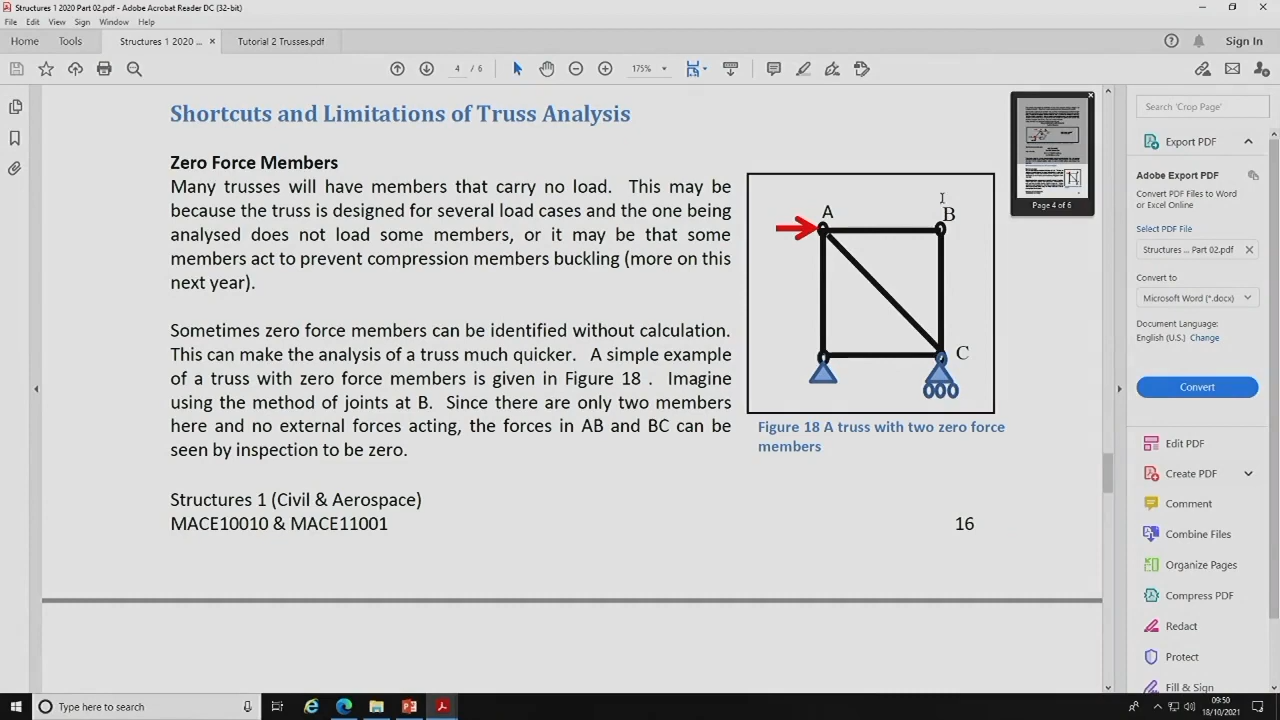 Structures 1 2020 Part 02.pdf - Adobe Acrobat Reader DC (32-bit)
File Edit View Sign Window Help
Home Tools Structures 1 2020 ... × Tutorial 2 Trusses.pdf Sign In
4 / 6 175%
Shortcuts and Limitations of Truss Analysis
Zero Force Members
Many trusses will have members that carry no load. This may be
because the truss is designed for several load cases and the one being
analysed does not load some members, or it may be that some
members act to prevent compression members buckling (more on this
next year).
Sometimes zero force members can be identified without calculation.
This can make the analysis of a truss much quicker. A simple example
of a truss with zero force members is given in Figure 18 . Imagine
using the method of joints at B. Since there are only two members
here and no external forces acting, the forces in AB and BC can be
seen by inspection to be zero.
Structures 1 (Civil & Aerospace)
MACE10010 & MACE11001
16
A
B
C
Figure 18 A truss with two zero force
members
Page 4 of 6
Search 'Crop Page'
Export PDF
Adobe Export PDF
Convert PDF Files to Word
or Excel Online
Select PDF File
Structures ... Part 02.pdf ×
Convert to
Microsoft Word (*.docx)
Document Language:
English (U.S.) Change
Convert
Edit PDF
Create PDF
Comment
Combine Files
Organize Pages
Compress PDF
Redact
Protect
Fill & Sign
Type here to search
09:50
18/10/2021